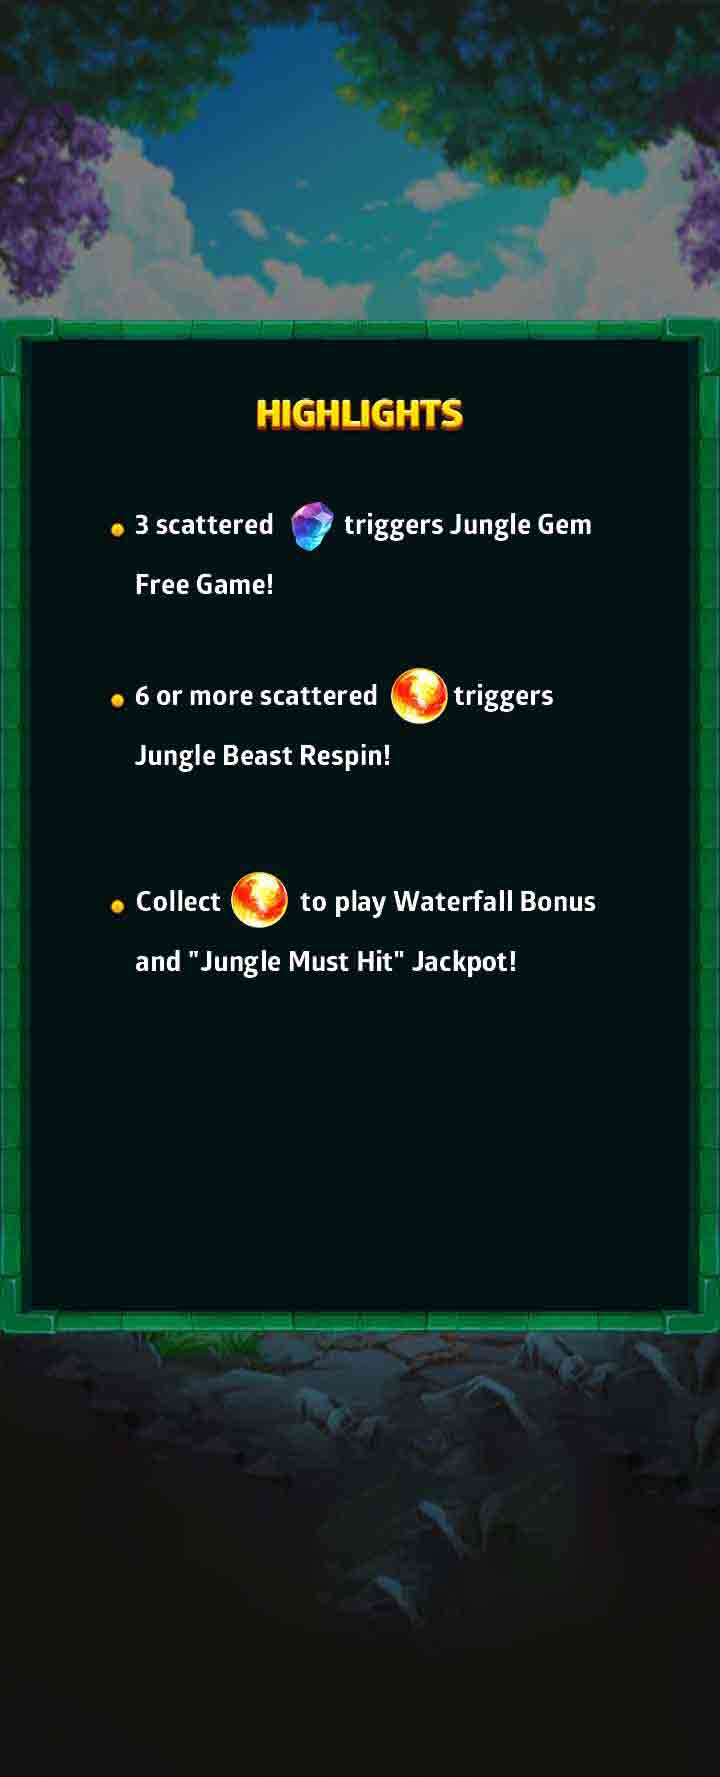 HIGHLIGHTS
3 scattered triggers Jungle Gem
Free Game!
6 or more scattered triggers
Jungle Beast Respin!
Collect to play Waterfall Bonus
and "Jungle Must Hit" Jackpot!